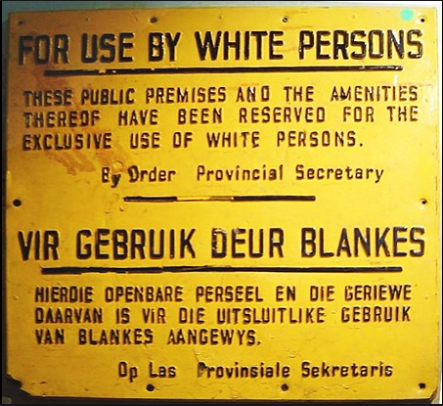 FOR USE BY WHITE PERSONS
THESE PUBLIC PREMISES AND THE AMENITIES
THEREOF HAVE BEEN RESERVED FOR THE
EXCLUSIVE USE OF WHITE PERSONS.
By Order Provincial Secretary
VIR GEBRUIK DEUR BLANKES
HIERDIE OPENBARE PERSEEL EN DIE GERIEWE
DAARVAN IS VIR DIE UITSLUITLIKE GEBRUIK
VAN BLANKES AANGEWYS.
Op Las Provinsiale Sekretaris